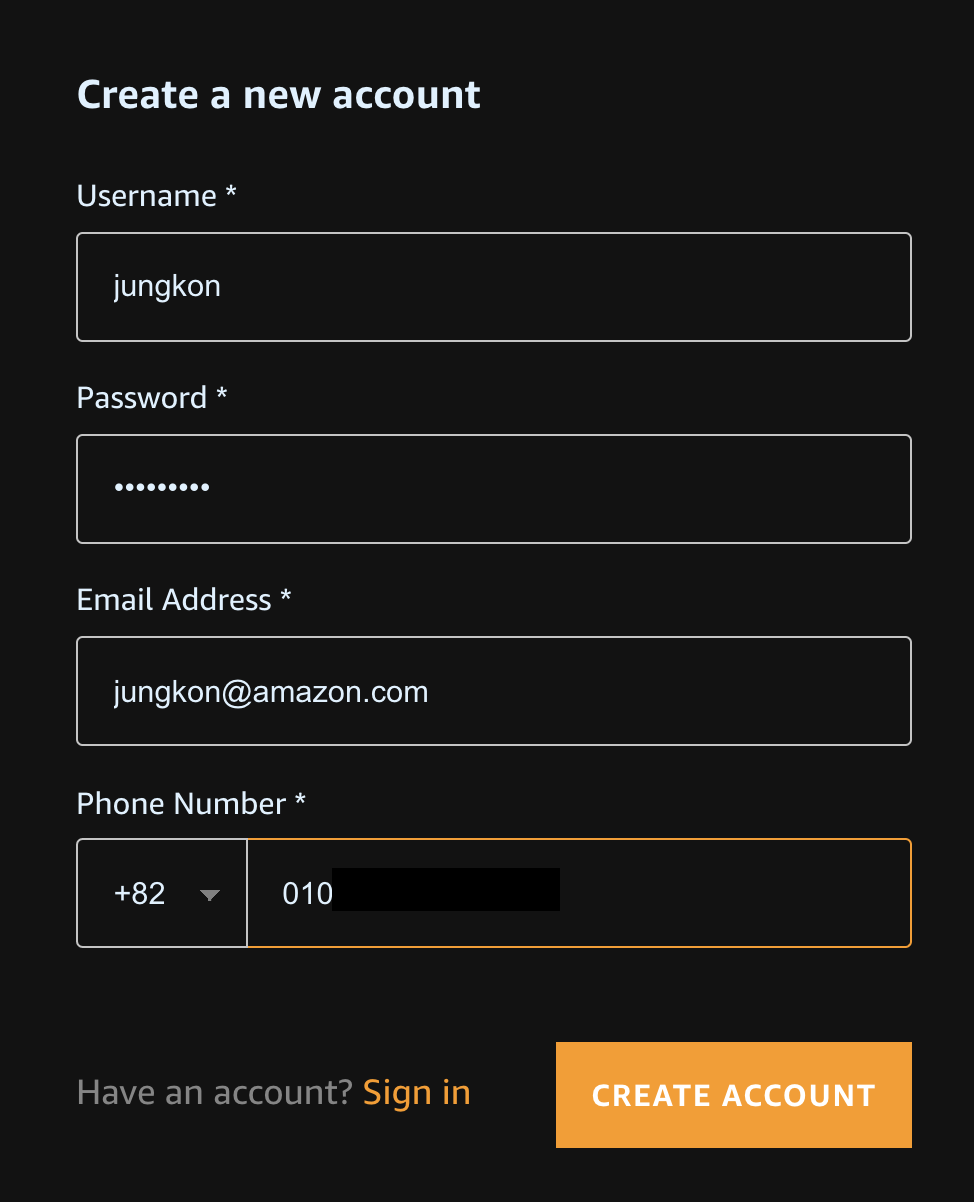 Create a new account
Username *
jungkon
Password *
•••••••••
Email Address *
jungkon@amazon.com
Phone Number *
+82 010
Have an account? Sign in
CREATE ACCOUNT